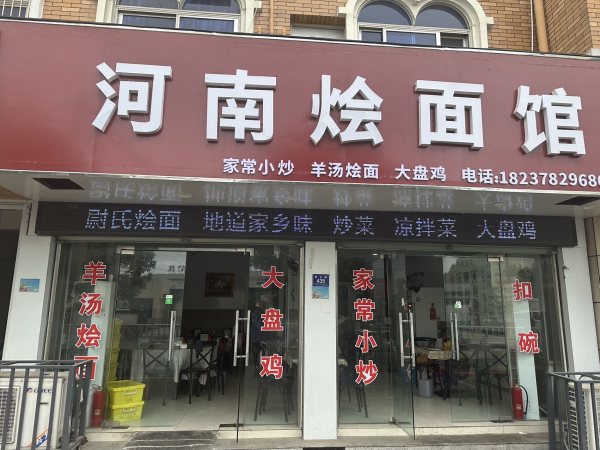 河南烩面馆
家常小炒 羊汤烩面 大盘鸡 电话:1823782968
尉氏烩面 地道家乡味 炒菜 凉拌菜 大盘鸡
羊汤烩面
大盘鸡
家常小炒
扣碗
435